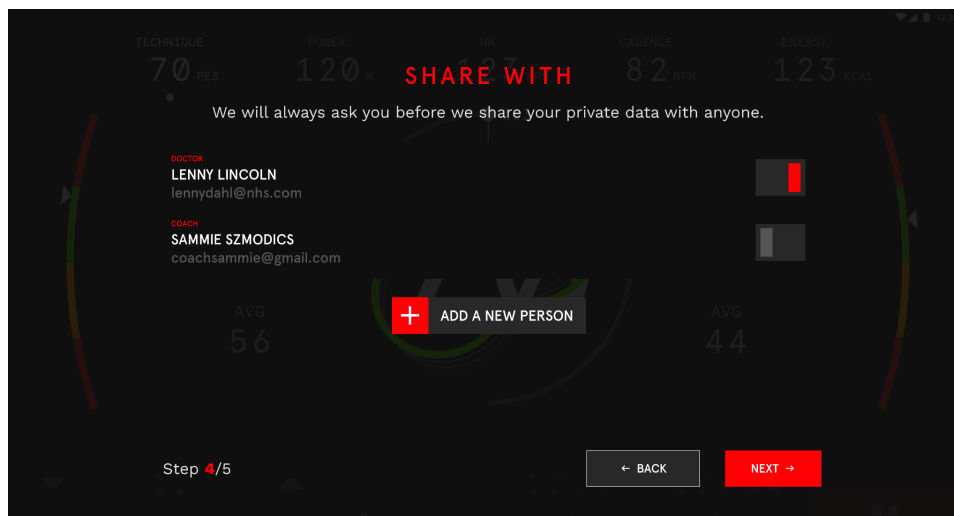 TECHNIQUE POWER HR CADENCE ENERGY
70 PES 120 W 123 82 RPM 123 KCAL
SHARE WITH
We will always ask you before we share your private data with anyone.
DOCTOR
LENNY LINCOLN
lennydahl@nhs.com
COACH
SAMMIE SZMODICS
coachsammie@gmail.com
AVG AVG
56 44
ADD A NEW PERSON
Step 4/5
← BACK
NEXT →